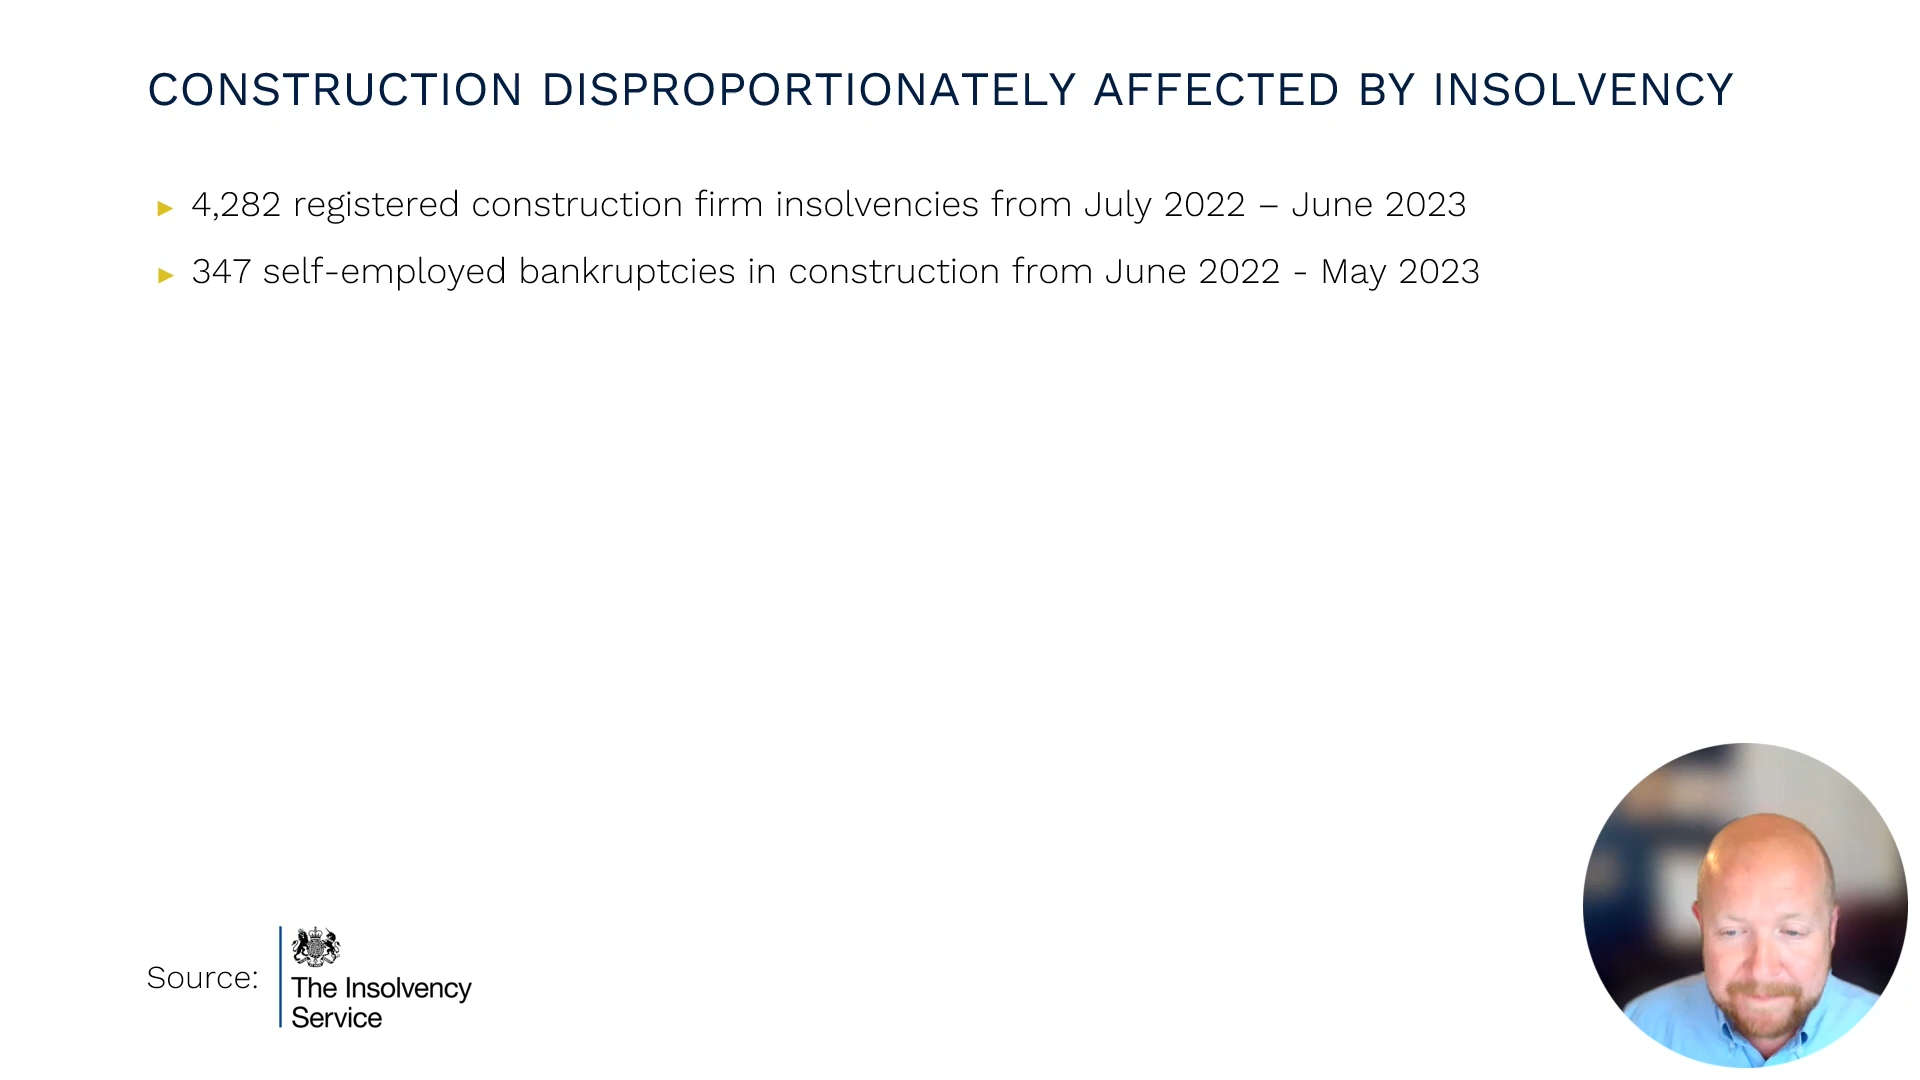 CONSTRUCTION DISPROPORTIONATELY AFFECTED BY INSOLVENCY
► 4,282 registered construction firm insolvencies from July 2022 – June 2023
► 347 self-employed bankruptcies in construction from June 2022 - May 2023
Source:
The Insolvency
Service